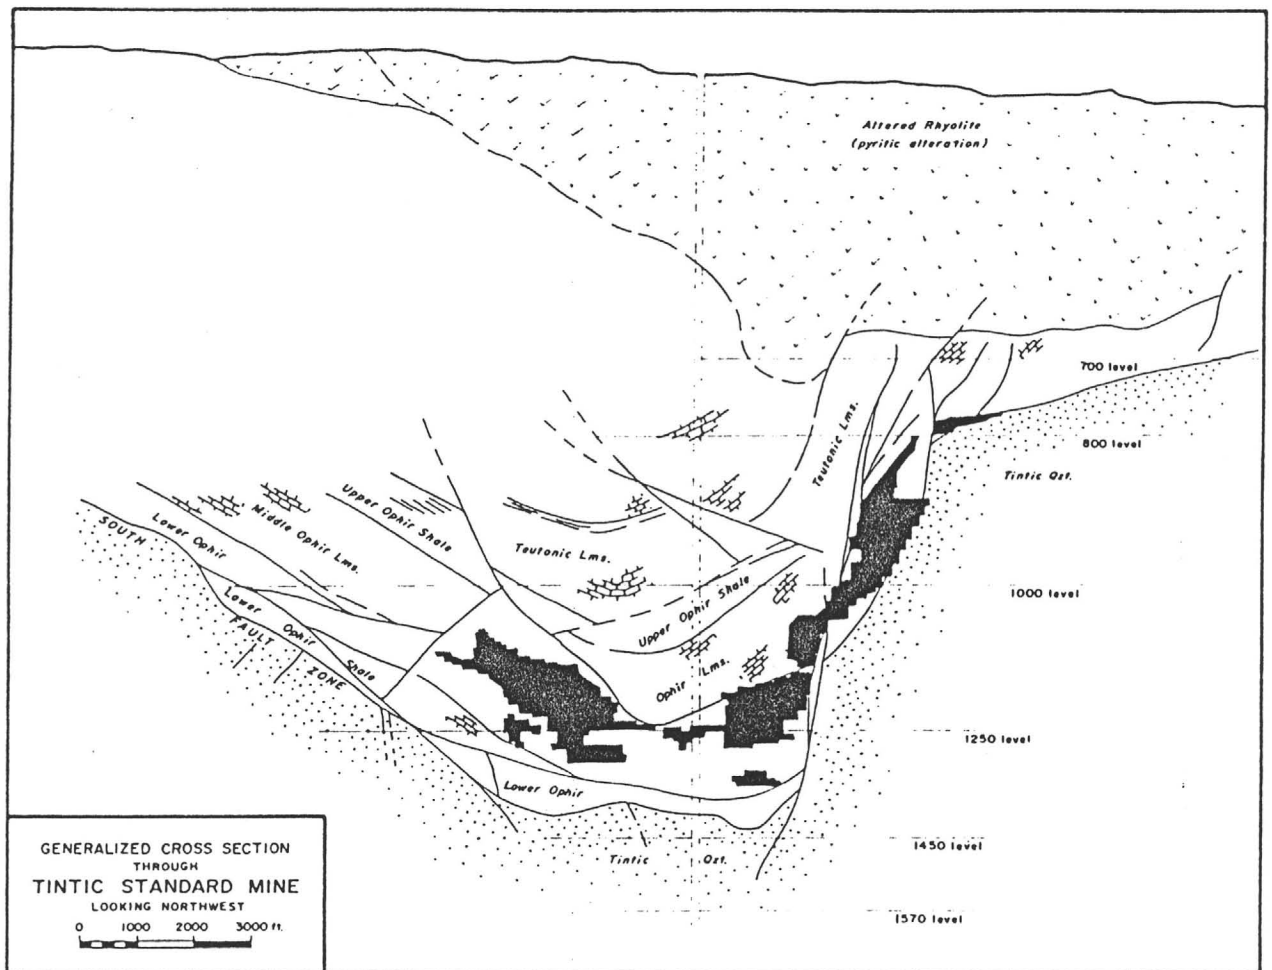 Altered Rhyolite
(pyritic alteration)
700 level
800 level
Teutonic Lms.
Tintic Qzt.
Upper Ophir Shale
Middle Ophir Lms.
Lower Ophir
SOUTH
Teutonic Lms.
Upper Ophir Shale
1000 level
Lower Ophir Shale
FAULT
ZONE
Ophir Lms.
1250 level
Lower Ophir
Tintic Qzt.
1450 level
1570 level
GENERALIZED CROSS SECTION
THROUGH
TINTIC STANDARD MINE
LOOKING NORTHWEST
0 1000 2000 3000 ft.